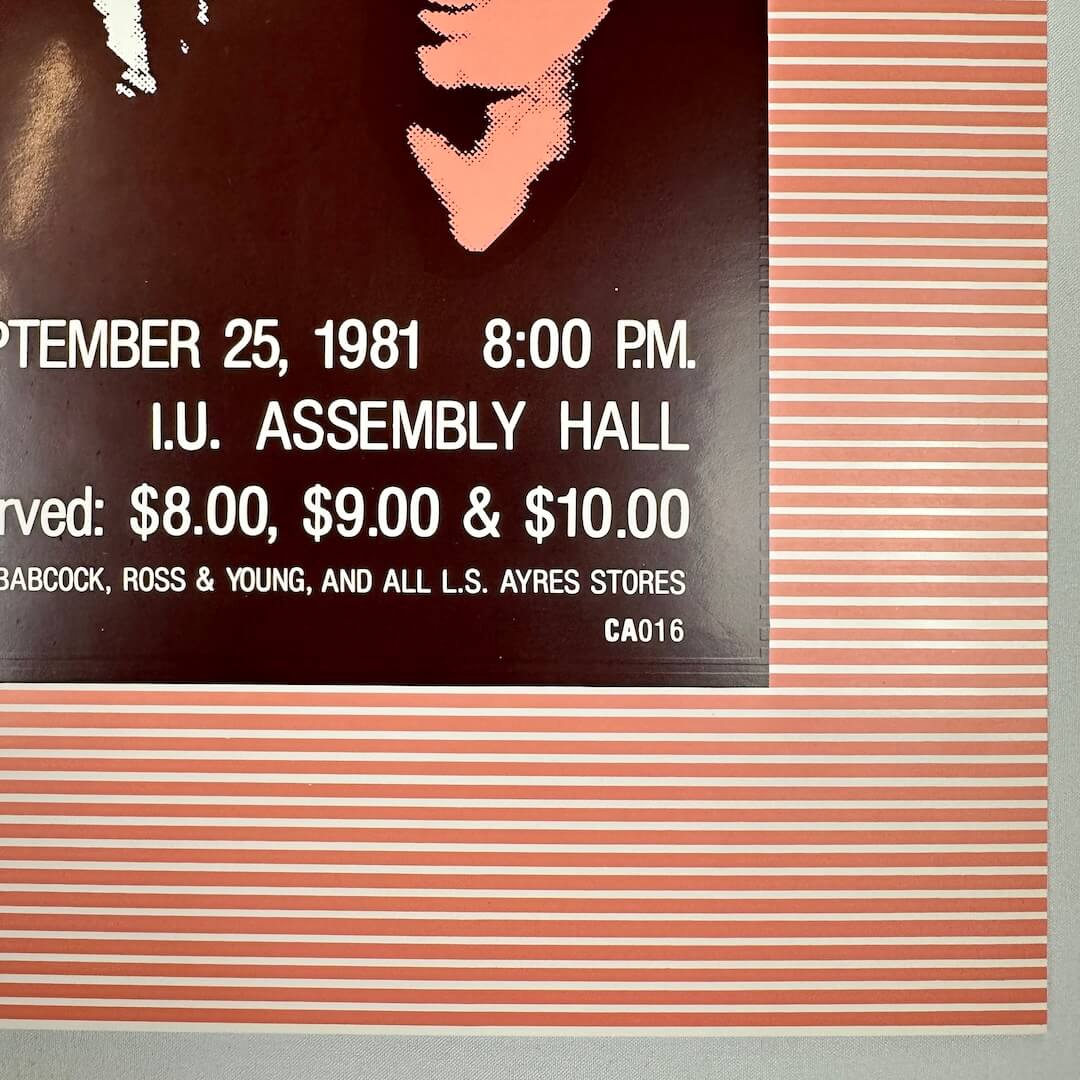 PTEMBER 25, 1981 8:00 P.M.
I.U. ASSEMBLY HALL
rved: $8.00, $9.00 & $10.00
BABCOCK, ROSS & YOUNG, AND ALL L.S. AYRES STORES
CA016